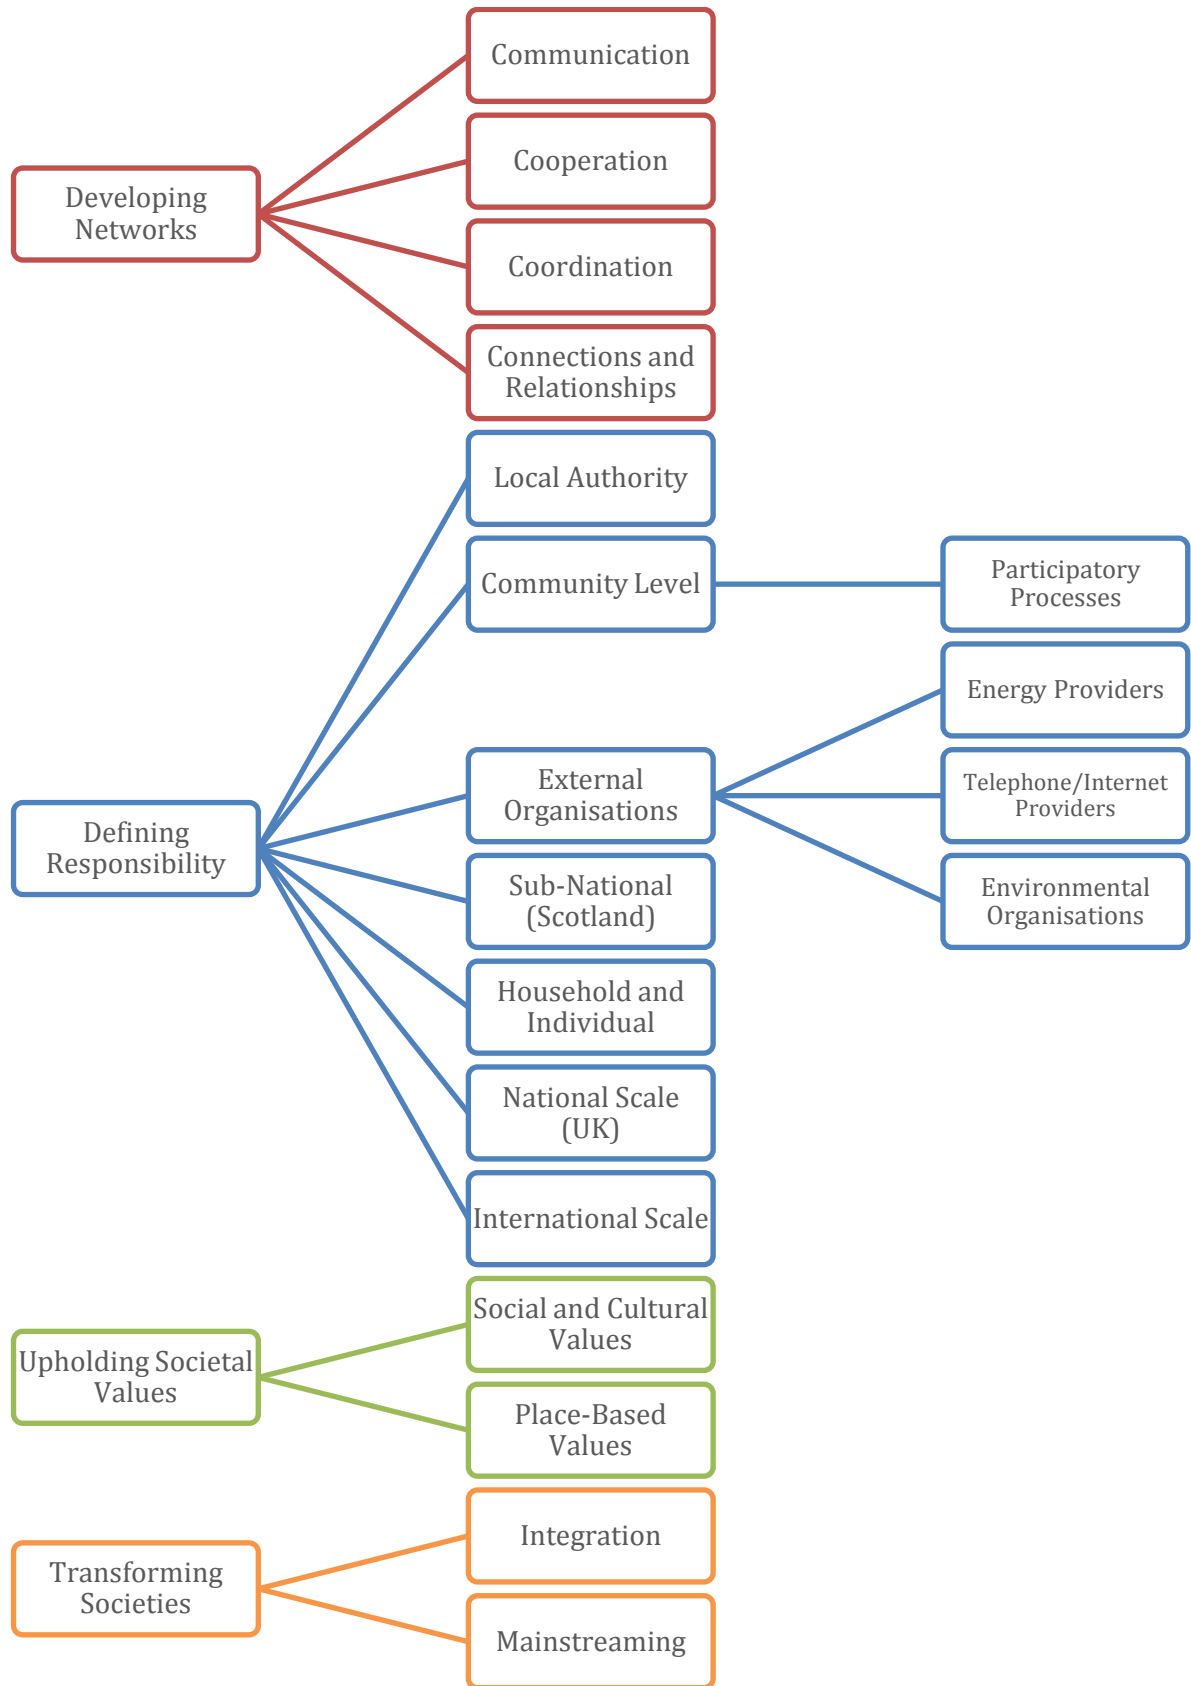 Communication
Cooperation
Developing
Networks
Coordination
Connections and
Relationships
Local Authority
Community Level
Participatory
Processes
Energy Providers
External
Organisations
Telephone/Internet
Providers
Defining
Responsibility
Sub-National
(Scotland)
Environmental
Organisations
Household and
Individual
National Scale
(UK)
International Scale
Social and Cultural
Values
Upholding Societal
Values
Place-Based
Values
Integration
Transforming
Societies
Mainstreaming